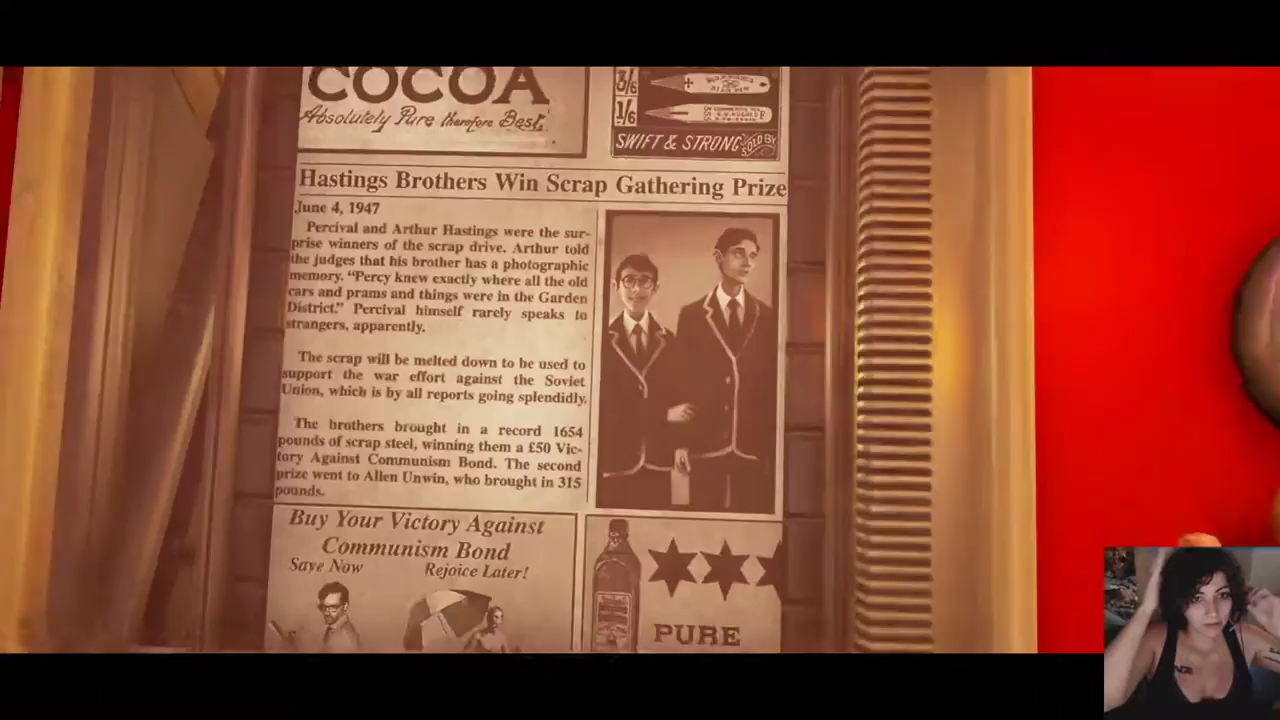 COCOA
Absolutely Pure therefore Best.
3/6
1/6
SWIFT & STRONG SOLD BY
Hastings Brothers Win Scrap Gathering Prize
June 4, 1947
Percival and Arthur Hastings were the sur-
prise winners of the scrap drive. Arthur told
the judges that his brother has a photographic
memory. “Percy knew exactly where all the old
cars and prams and things were in the Garden
District.” Percival himself rarely speaks to
strangers, apparently.
The scrap will be melted down to be used to
support the war effort against the Soviet
Union, which is by all reports going splendidly.
The brothers brought in a record 1654
pounds of scrap steel, winning them a £50 Vic-
tory Against Communism Bond. The second
prize went to Allen Unwin, who brought in 315
pounds.
Buy Your Victory Against
Communism Bond
Save Now
Rejoice Later!
PURE